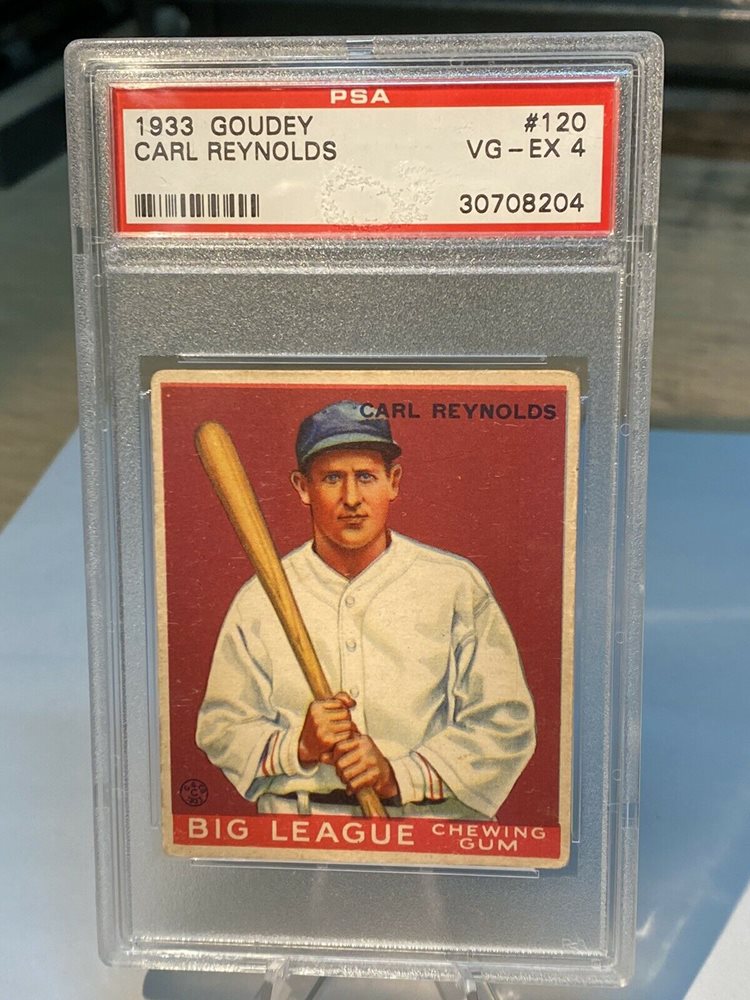 PSA
1933 GOUDEY #120
CARL REYNOLDS VG-EX 4
30708204
CARL REYNOLDS
BIG LEAGUE CHEWING GUM